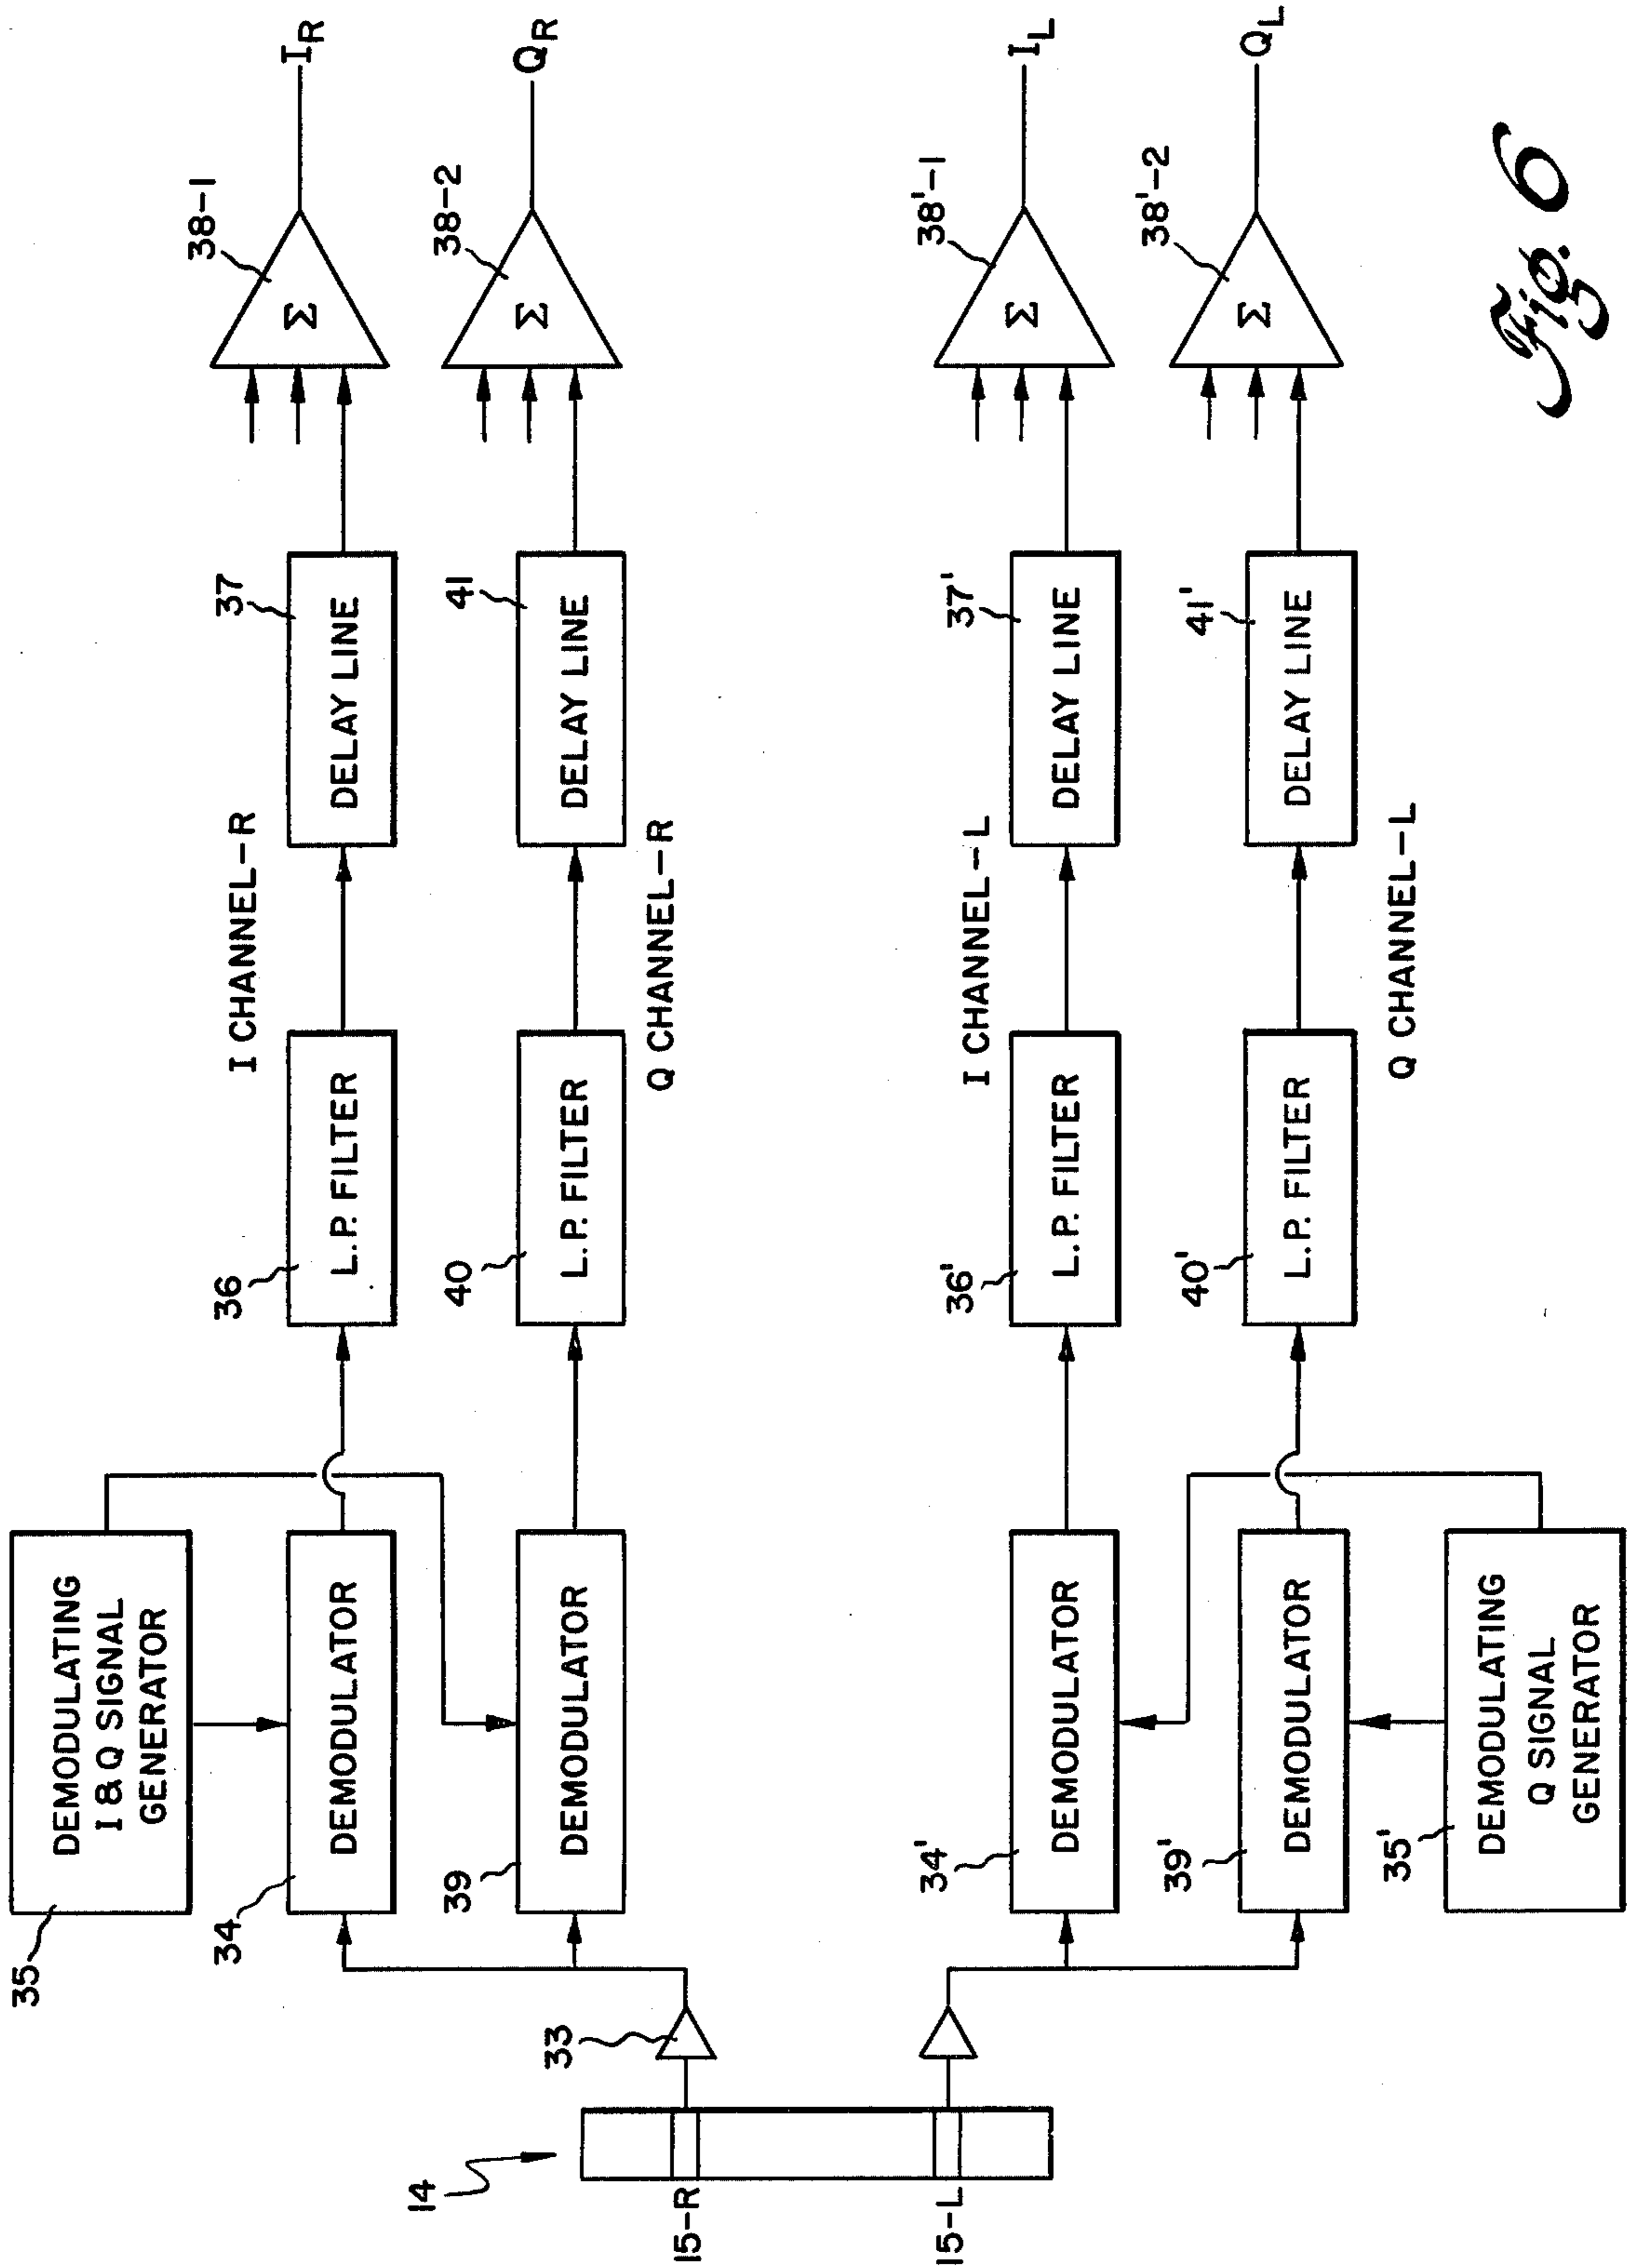 35
DEMODULATING
I & Q SIGNAL
GENERATOR
34
DEMODULATOR
36
L.P. FILTER
I CHANNEL-R
37
DELAY LINE
38-1
Σ
I_R
39
DEMODULATOR
40
L.P. FILTER
Q CHANNEL-R
41
DELAY LINE
38-2
Σ
Q_R
14
15-R
33
15-L
34'
DEMODULATOR
36'
L.P. FILTER
I CHANNEL-L
37'
DELAY LINE
38'-1
Σ
I_L
39'
DEMODULATOR
40'
L.P. FILTER
Q CHANNEL-L
41'
DELAY LINE
38'-2
Σ
Q_L
35'
DEMODULATING
Q SIGNAL
GENERATOR
Fig. 6